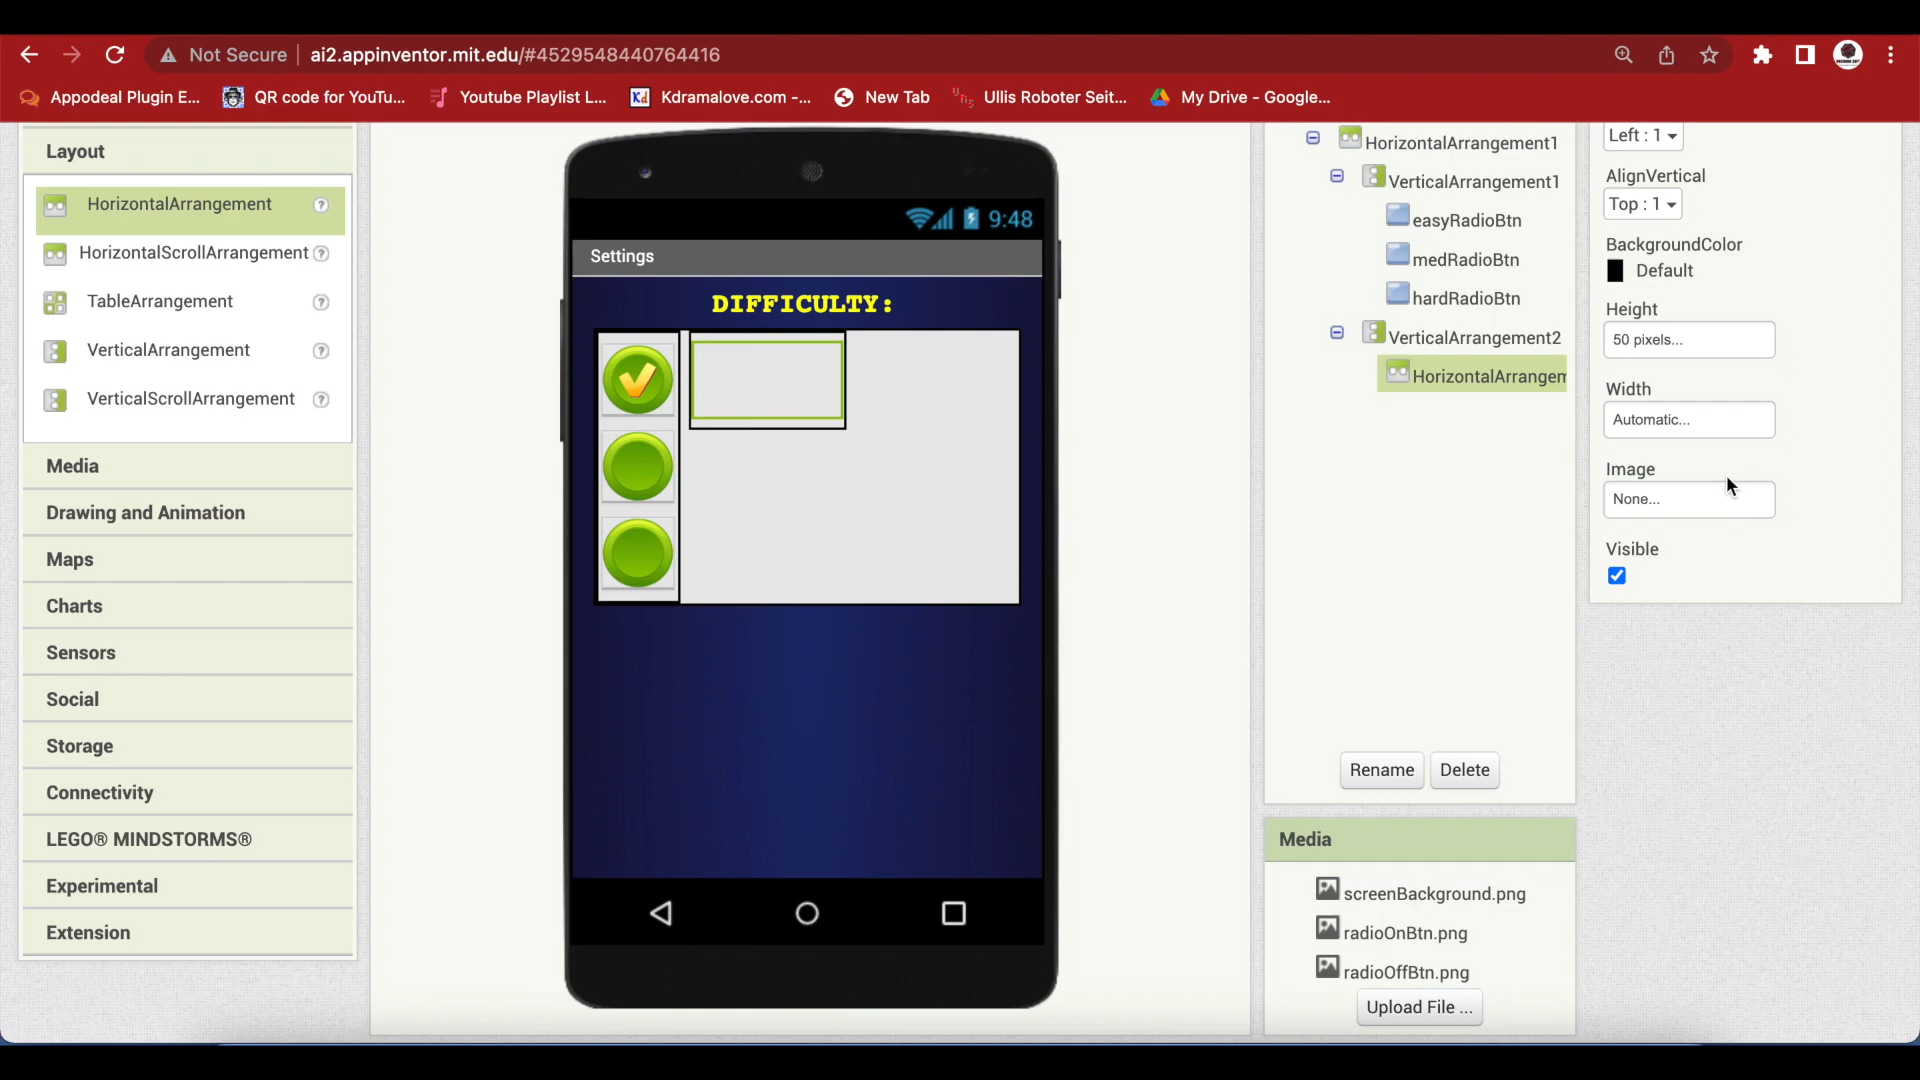 Not Secure | ai2.appinventor.mit.edu/#4529548440764416
Appodeal Plugin E... QR code for YouTu... Youtube Playlist L... Kd Kdramalove.com -... New Tab Ullis Roboter Seit... My Drive - Google...
Layout
HorizontalArrangement ?
HorizontalScrollArrangement ?
TableArrangement ?
VerticalArrangement ?
VerticalScrollArrangement ?
Media
Drawing and Animation
Maps
Charts
Sensors
Social
Storage
Connectivity
LEGO® MINDSTORMS®
Experimental
Extension
9:48
Settings
DIFFICULTY:
HorizontalArrangement1
VerticalArrangement1
easyRadioBtn
medRadioBtn
hardRadioBtn
VerticalArrangement2
HorizontalArrangem
Rename Delete
Media
screenBackground.png
radioOnBtn.png
radioOffBtn.png
Upload File ...
Left : 1
AlignVertical
Top : 1
BackgroundColor
Default
Height
50 pixels...
Width
Automatic...
Image
None...
Visible